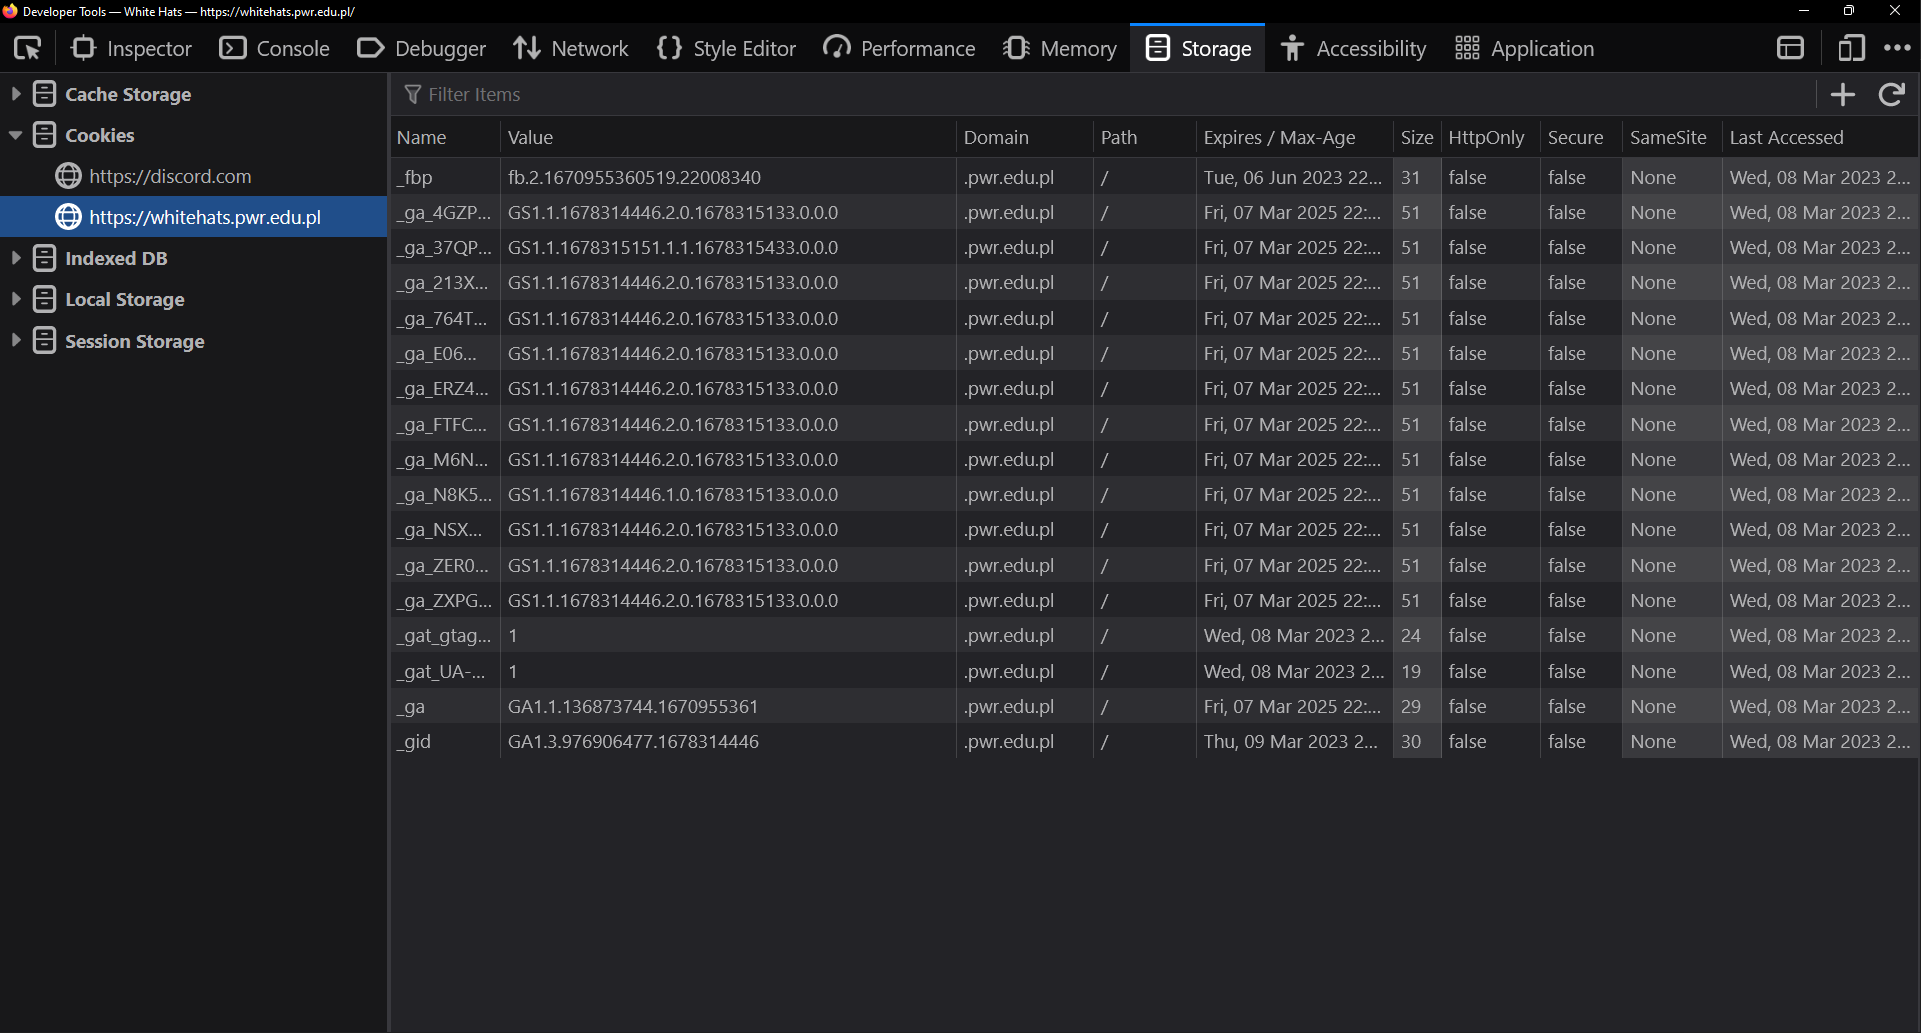 Developer Tools — White Hats — https://whitehats.pwr.edu.pl/
Inspector Console Debugger Network Style Editor Performance Memory Storage Accessibility Application
Cache Storage
Cookies
https://discord.com
https://whitehats.pwr.edu.pl
Indexed DB
Local Storage
Session Storage
Filter Items
Name Value Domain Path Expires / Max-Age Size HttpOnly Secure SameSite Last Accessed
_fbp fb.2.1670955360519.22008340 .pwr.edu.pl / Tue, 06 Jun 2023 22... 31 false false None Wed, 08 Mar 2023 2...
_ga_4GZP... GS1.1.1678314446.2.0.1678315133.0.0.0 .pwr.edu.pl / Fri, 07 Mar 2025 22:... 51 false false None Wed, 08 Mar 2023 2...
_ga_37QP... GS1.1.1678315151.1.1.1678315433.0.0.0 .pwr.edu.pl / Fri, 07 Mar 2025 22:... 51 false false None Wed, 08 Mar 2023 2...
_ga_213X... GS1.1.1678314446.2.0.1678315133.0.0.0 .pwr.edu.pl / Fri, 07 Mar 2025 22:... 51 false false None Wed, 08 Mar 2023 2...
_ga_764T... GS1.1.1678314446.2.0.1678315133.0.0.0 .pwr.edu.pl / Fri, 07 Mar 2025 22:... 51 false false None Wed, 08 Mar 2023 2...
_ga_E06... GS1.1.1678314446.2.0.1678315133.0.0.0 .pwr.edu.pl / Fri, 07 Mar 2025 22:... 51 false false None Wed, 08 Mar 2023 2...
_ga_ERZ4... GS1.1.1678314446.2.0.1678315133.0.0.0 .pwr.edu.pl / Fri, 07 Mar 2025 22:... 51 false false None Wed, 08 Mar 2023 2...
_ga_FTFC... GS1.1.1678314446.2.0.1678315133.0.0.0 .pwr.edu.pl / Fri, 07 Mar 2025 22:... 51 false false None Wed, 08 Mar 2023 2...
_ga_M6N... GS1.1.1678314446.2.0.1678315133.0.0.0 .pwr.edu.pl / Fri, 07 Mar 2025 22:... 51 false false None Wed, 08 Mar 2023 2...
_ga_N8K5... GS1.1.1678314446.1.0.1678315133.0.0.0 .pwr.edu.pl / Fri, 07 Mar 2025 22:... 51 false false None Wed, 08 Mar 2023 2...
_ga_NSX... GS1.1.1678314446.2.0.1678315133.0.0.0 .pwr.edu.pl / Fri, 07 Mar 2025 22:... 51 false false None Wed, 08 Mar 2023 2...
_ga_ZER0... GS1.1.1678314446.2.0.1678315133.0.0.0 .pwr.edu.pl / Fri, 07 Mar 2025 22:... 51 false false None Wed, 08 Mar 2023 2...
_ga_ZXPG... GS1.1.1678314446.2.0.1678315133.0.0.0 .pwr.edu.pl / Fri, 07 Mar 2025 22:... 51 false false None Wed, 08 Mar 2023 2...
_gat_gtag... 1 .pwr.edu.pl / Wed, 08 Mar 2023 2... 24 false false None Wed, 08 Mar 2023 2...
_gat_UA-... 1 .pwr.edu.pl / Wed, 08 Mar 2023 2... 19 false false None Wed, 08 Mar 2023 2...
_ga GA1.1.136873744.1670955361 .pwr.edu.pl / Fri, 07 Mar 2025 22:... 29 false false None Wed, 08 Mar 2023 2...
_gid GA1.3.976906477.1678314446 .pwr.edu.pl / Thu, 09 Mar 2023 2... 30 false false None Wed, 08 Mar 2023 2...